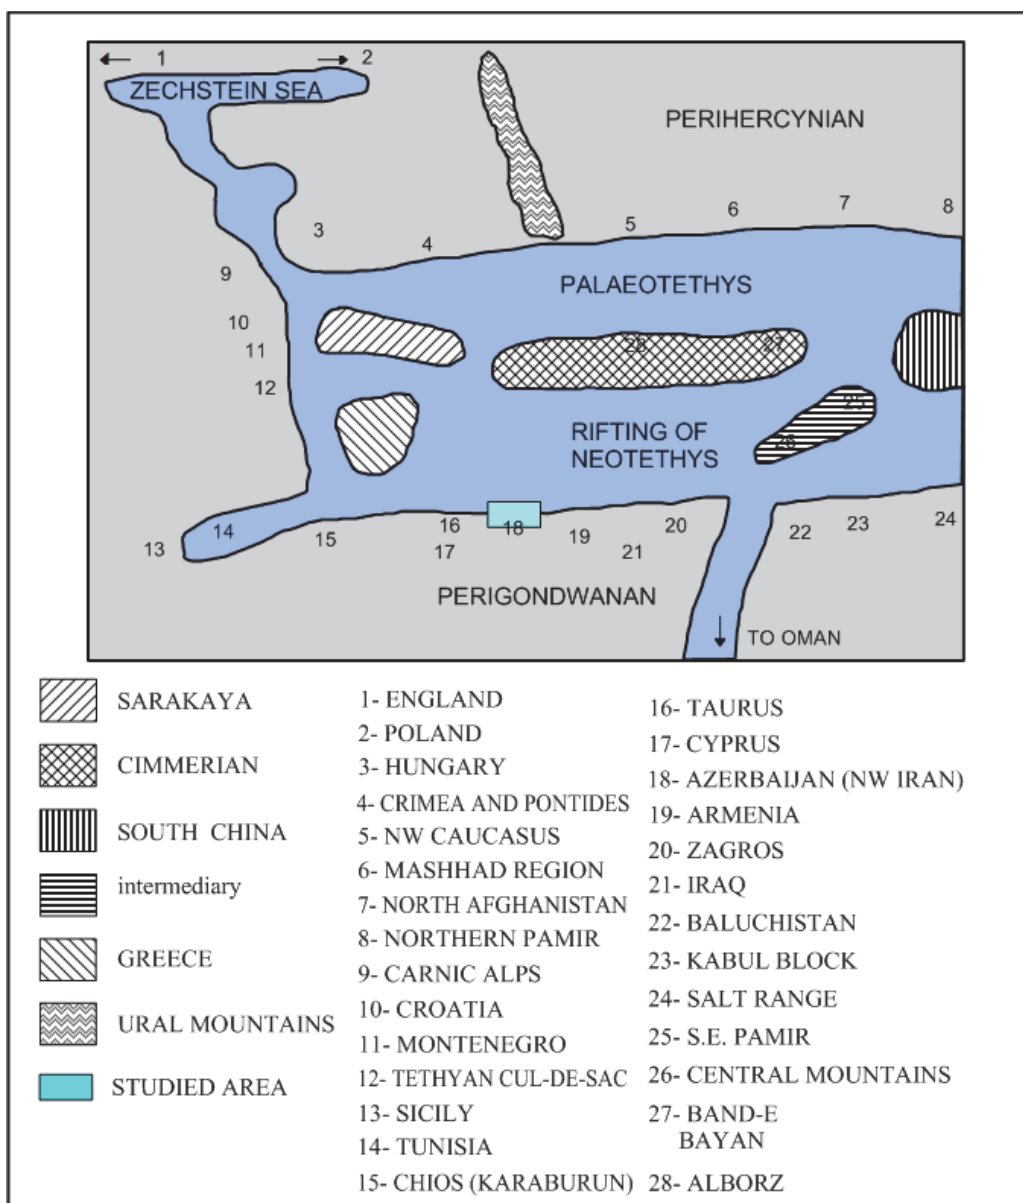 1 2
ZECHSTEIN SEA
PERIHERCYNIAN
3 4 5 6 7 8
9
PALAEOTETHYS
10
11
28 27
12
25
RIFTING OF
NEOTETHYS
26
13 14 15 16 17 18 19 20 21 22 23 24
PERIGONDWANAN
TO OMAN
SARAKAYA
CIMMERIAN
SOUTH CHINA
intermediary
GREECE
URAL MOUNTAINS
STUDIED AREA
1- ENGLAND
2- POLAND
3- HUNGARY
4- CRIMEA AND PONTIDES
5- NW CAUCASUS
6- MASHHAD REGION
7- NORTH AFGHANISTAN
8- NORTHERN PAMIR
9- CARNIC ALPS
10- CROATIA
11- MONTENEGRO
12- TETHYAN CUL-DE-SAC
13- SICILY
14- TUNISIA
15- CHIOS (KARABURUN)
16- TAURUS
17- CYPRUS
18- AZERBAIJAN (NW IRAN)
19- ARMENIA
20- ZAGROS
21- IRAQ
22- BALUCHISTAN
23- KABUL BLOCK
24- SALT RANGE
25- S.E. PAMIR
26- CENTRAL MOUNTAINS
27- BAND-E
BAYAN
28- ALBORZ